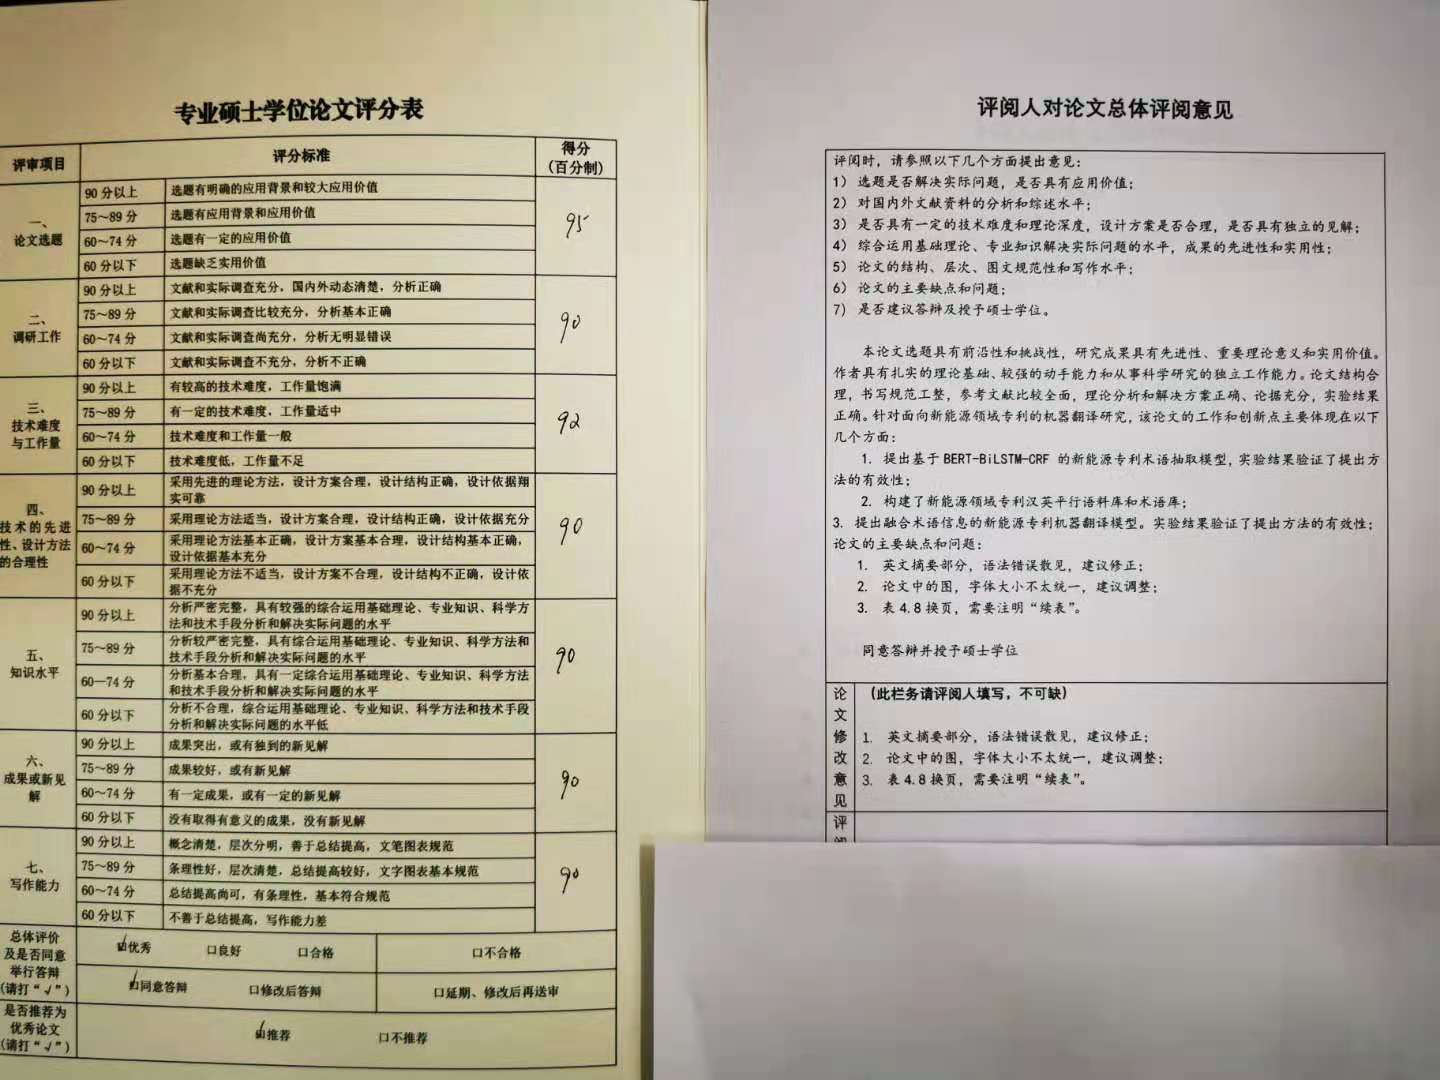 专业硕士学位论文评分表
评审项目
评分标准
得分
(百分制)
一、
论文选题
90 分以上
选题有明确的应用背景和较大应用价值
75～89 分
选题有应用背景和应用价值
60～74 分
选题有一定的应用价值
60 分以下
选题缺乏实用价值
95
二、
调研工作
90 分以上
文献和实际调查充分，国内外动态清楚，分析正确
75～89 分
文献和实际调查比较充分，分析基本正确
60～74 分
文献和实际调查尚充分，分析无明显错误
60 分以下
文献和实际调查不充分，分析不正确
90
三、
技术难度
与工作量
90 分以上
有较高的技术难度，工作量饱满
75～89 分
有一定的技术难度，工作量适中
60～74 分
技术难度和工作量一般
60 分以下
技术难度低，工作量不足
92
四、
技术的先进
性、设计方法
的合理性
90 分以上
采用先进的理论方法，设计方案合理，设计结构正确，设计依据翔
实可靠
75～89 分
采用理论方法适当，设计方案合理，设计结构正确，设计依据充分
60～74 分
采用理论方法基本正确，设计方案基本合理，设计结构基本正确，
设计依据基本充分
60 分以下
采用理论方法不适当，设计方案不合理，设计结构不正确，设计依
据不充分
90
五、
知识水平
90 分以上
分析严密完整，具有较强的综合运用基础理论、专业知识、科学方
法和技术手段分析和解决实际问题的水平
75～89 分
分析较严密完整，具有综合运用基础理论、专业知识、科学方法和
技术手段分析和解决实际问题的水平
60—74 分
分析基本合理，具有一定综合运用基础理论、专业知识、科学方法
和技术手段分析和解决实际问题的水平
60 分以下
分析不合理，综合运用基础理论、专业知识、科学方法和技术手段
分析和解决实际问题的水平低
90
六、
成果或新见
解
90 分以上
成果突出，或有独到的新见解
75～89 分
成果较好，或有新见解
60～74 分
有一定成果，或有一定的新见解
60 分以下
没有取得有意义的成果，没有新见解
90
七、
写作能力
90 分以上
概念清楚，层次分明，善于总结提高，文笔图表规范
75～89 分
条理性好，层次清楚，总结提高较好，文字图表基本规范
60～74 分
总结提高尚可，有条理性，基本符合规范
60 分以下
不善于总结提高，写作能力差
90
总体评价
及是否同意
举行答辩
(请打“√”)
☑优秀 口良好 口合格 口不合格
☑同意答辩 口修改后答辩 口延期、修改后再送审
是否推荐为
优秀论文
(请打“√”)
☑推荐 口不推荐
评阅人对论文总体评阅意见
评阅时，请参照以下几个方面提出意见：
1） 选题是否解决实际问题，是否具有应用价值；
2） 对国内外文献资料的分析和综述水平；
3） 是否具有一定的技术难度和理论深度，设计方案是否合理，是否具有独立的见解；
4） 综合运用基础理论、专业知识解决实际问题的水平，成果的先进性和实用性；
5） 论文的结构、层次、图文规范性和写作水平；
6） 论文的主要缺点和问题；
7） 是否建议答辩及授予硕士学位。
本论文选题具有前沿性和挑战性，研究成果具有先进性、重要理论意义和实用价值。
作者具有扎实的理论基础、较强的动手能力和从事科学研究的独立工作能力。论文结构合
理，书写规范工整，参考文献比较全面，理论分析和解决方案正确、论据充分，实验结果
正确。针对面向新能源领域专利的机器翻译研究，该论文的工作和创新点主要体现在以下
几个方面：
1. 提出基于 BERT-BiLSTM-CRF 的新能源专利术语抽取模型，实验结果验证了提出方
法的有效性；
2. 构建了新能源领域专利汉英平行语料库和术语库；
3. 提出融合术语信息的新能源专利机器翻译模型。实验结果验证了提出方法的有效性；
论文的主要缺点和问题：
1. 英文摘要部分，语法错误散见，建议修正；
2. 论文中的图，字体大小不太统一，建议调整；
3. 表 4.8 换页，需要注明“续表”。
同意答辩并授予硕士学位
论文修改意见
（此栏务请评阅人填写，不可缺）
1. 英文摘要部分，语法错误散见，建议修正；
2. 论文中的图，字体大小不太统一，建议调整；
3. 表 4.8 换页，需要注明“续表”。
评